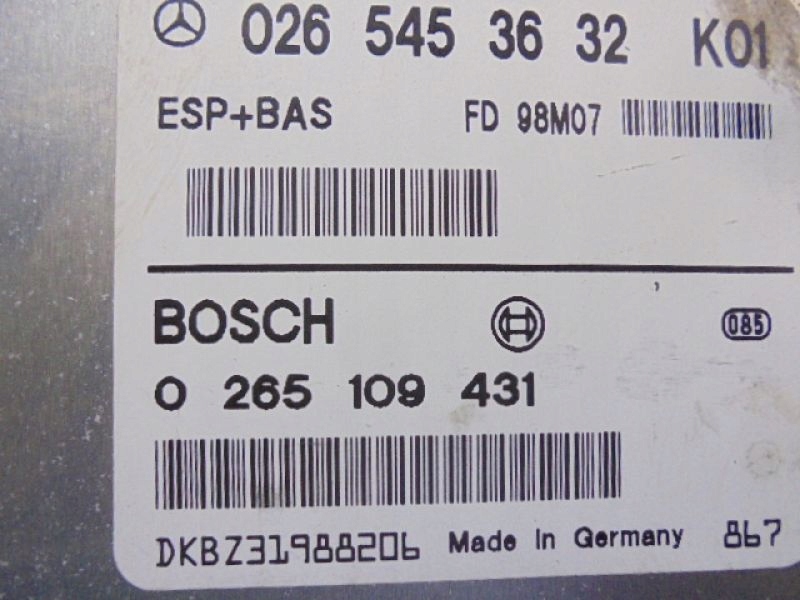 026 545 36 32 K01
ESP+BAS FD 98M07
BOSCH 085
0 265 109 431
DKBZ31988206 Made in Germany 867